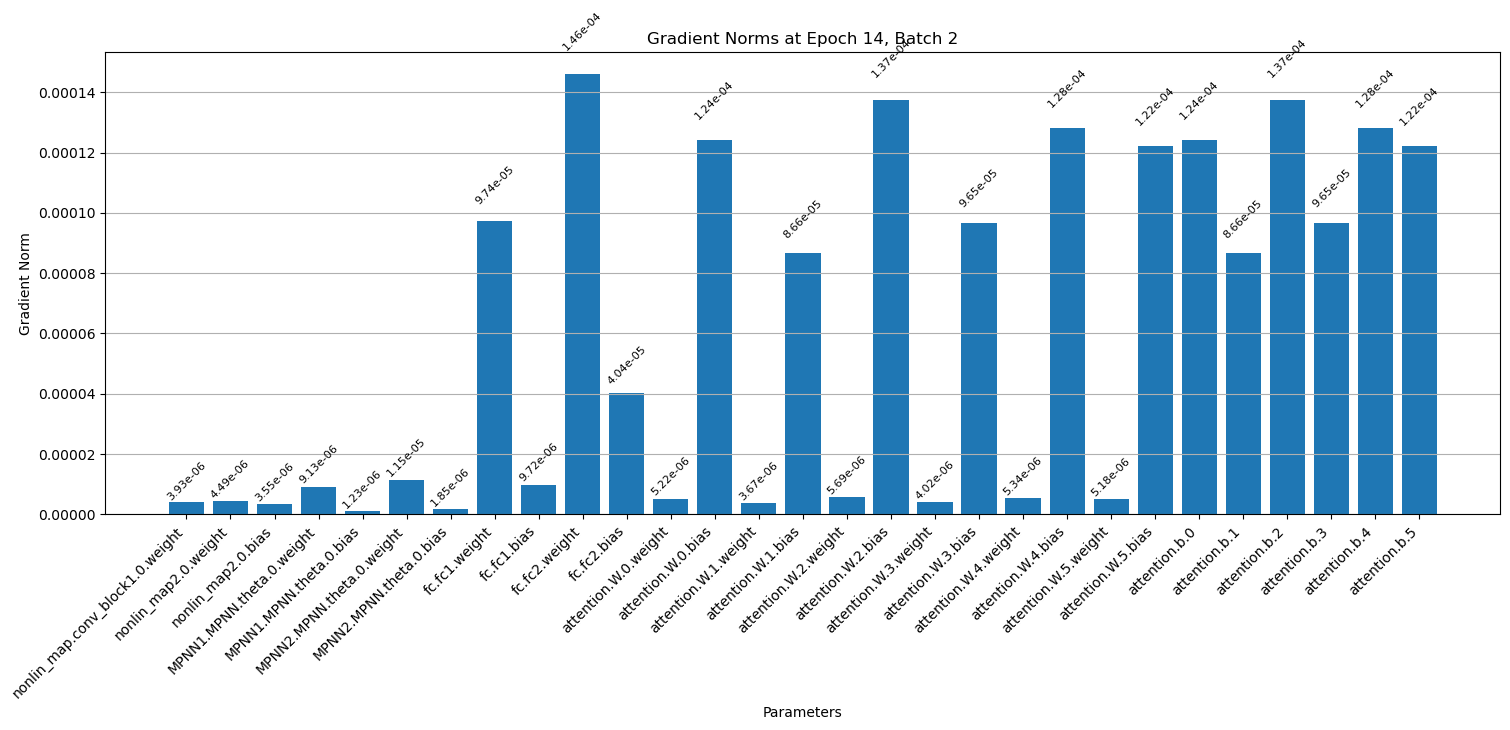 Gradient Norms at Epoch 14, Batch 2
Gradient Norm
0.00014
0.00012
0.00010
0.00008
0.00006
0.00004
0.00002
0.00000
3.93e-06
4.49e-06
3.55e-06
9.13e-06
1.23e-06
1.15e-05
1.85e-06
9.74e-05
9.72e-06
1.46e-04
4.04e-05
5.22e-06
1.24e-04
3.67e-06
8.66e-05
5.69e-06
1.37e-04
4.02e-06
9.65e-05
5.34e-06
1.28e-04
5.18e-06
1.22e-04
1.24e-04
8.66e-05
1.37e-04
9.65e-05
1.28e-04
1.22e-04
nonlin_map.conv_block1.0.weight
nonlin_map2.0.weight
nonlin_map2.0.bias
MPNN1.MPNN.theta.0.weight
MPNN1.MPNN.theta.0.bias
MPNN2.MPNN.theta.0.weight
MPNN2.MPNN.theta.0.bias
fc.fc1.weight
fc.fc1.bias
fc.fc2.weight
fc.fc2.bias
attention.W.0.weight
attention.W.0.bias
attention.W.1.weight
attention.W.1.bias
attention.W.2.weight
attention.W.2.bias
attention.W.3.weight
attention.W.3.bias
attention.W.4.weight
attention.W.4.bias
attention.W.5.weight
attention.W.5.bias
attention.b.0
attention.b.1
attention.b.2
attention.b.3
attention.b.4
attention.b.5
Parameters